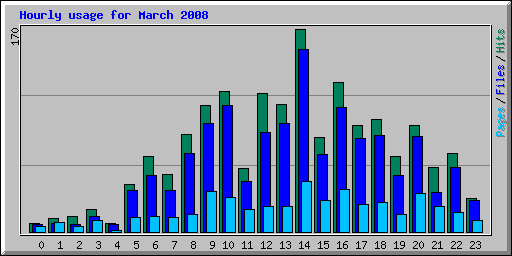 Hourly usage for March 2008
170
Pages / Files / Hits
0 1 2 3 4 5 6 7 8 9 10 11 12 13 14 15 16 17 18 19 20 21 22 23